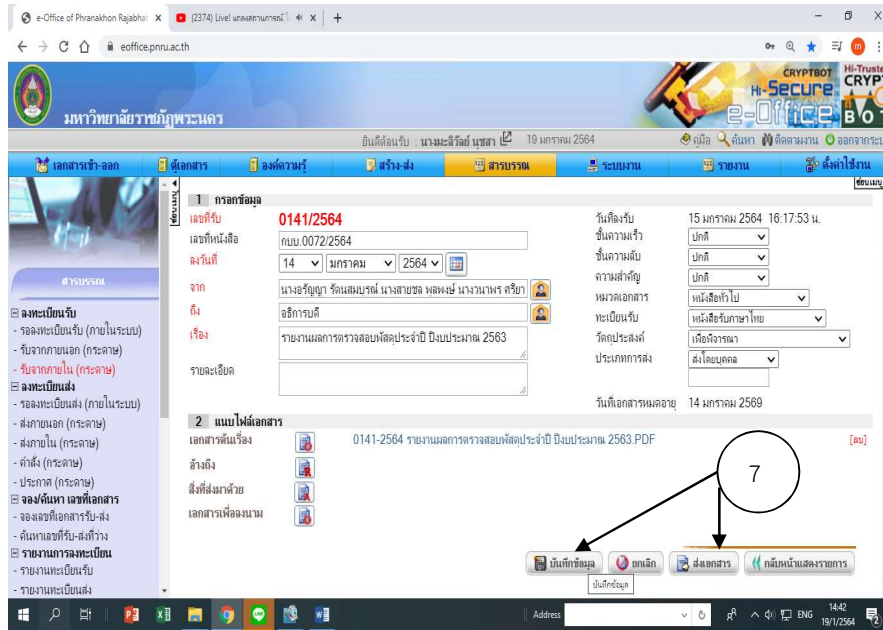 e-Office of Phranakhon Rajabhat
(2374) Live! แถลงสถานการณ์
eoffice.pnru.ac.th
m
มหาวิทยาลัยราชภัฏพระนคร
CRYPTBOT
Hi-Secure
e-Office
Hi-Truste
CRYP
BOT
ยินดีต้อนรับ : นางมะลิวัลย์ นุชสา 19 มกราคม 2564 คู่มือ ค้นหา ติดตามงาน ออกจากระบ
เอกสารเข้า-ออก ตู้เอกสาร องค์ความรู้ สร้าง-ส่ง สารบรรณ ระบบงาน รายงาน ตั้งค่าใช้งาน
ซ่อนเมนู
ซ่อนเมนู
สารบรรณ
ลงทะเบียนรับ
- รอลงทะเบียนรับ (ภายในระบบ)
- รับจากภายนอก (กระดาษ)
- รับจากภายใน (กระดาษ)
ลงทะเบียนส่ง
- รอลงทะเบียนส่ง (ภายในระบบ)
- ส่งภายนอก (กระดาษ)
- ส่งภายใน (กระดาษ)
- คำสั่ง (กระดาษ)
- ประกาศ (กระดาษ)
จอง/ค้นหา เลขที่เอกสาร
- จองเลขที่เอกสารรับ-ส่ง
- ค้นหาเลขที่รับ-ส่งที่ว่าง
รายงานการลงทะเบียน
- รายงานทะเบียนรับ
- รายงานทะเบียนส่ง
1 กรอกข้อมูล
เลขที่รับ 0141/2564
เลขที่หนังสือ กบบ.0072/2564
ลงวันที่ 14 มกราคม 2564
จาก นางอรัญญา รัตนสมบูรณ์ นางสายชล พูลพงษ์ นางวนาพร ศรียา
ถึง อธิการบดี
เรื่อง รายงานผลการตรวจสอบพัสดุประจำปี ปีงบประมาณ 2563
รายละเอียด
วันที่ลงรับ 15 มกราคม 2564 16:17:53 น.
ชั้นความเร็ว ปกติ
ชั้นความลับ ปกติ
ความสำคัญ ปกติ
หมวดเอกสาร หนังสือทั่วไป
ทะเบียนรับ หนังสือรับภาษาไทย
วัตถุประสงค์ เพื่อพิจารณา
ประเภทการส่ง ส่งโดยบุคคล
วันที่เอกสารหมดอายุ 14 มกราคม 2569
2 แนบไฟล์เอกสาร
เอกสารต้นเรื่อง 0141-2564 รายงานผลการตรวจสอบพัสดุประจำปี ปีงบประมาณ 2563.PDF [ลบ]
อ้างถึง
สิ่งที่ส่งมาด้วย
เอกสารเพื่อลงนาม
7
บันทึกข้อมูล ยกเลิก ส่งเอกสาร กลับหน้าแสดงรายการ
บันทึกข้อมูล
Address
ENG
14:42
19/1/2564
2